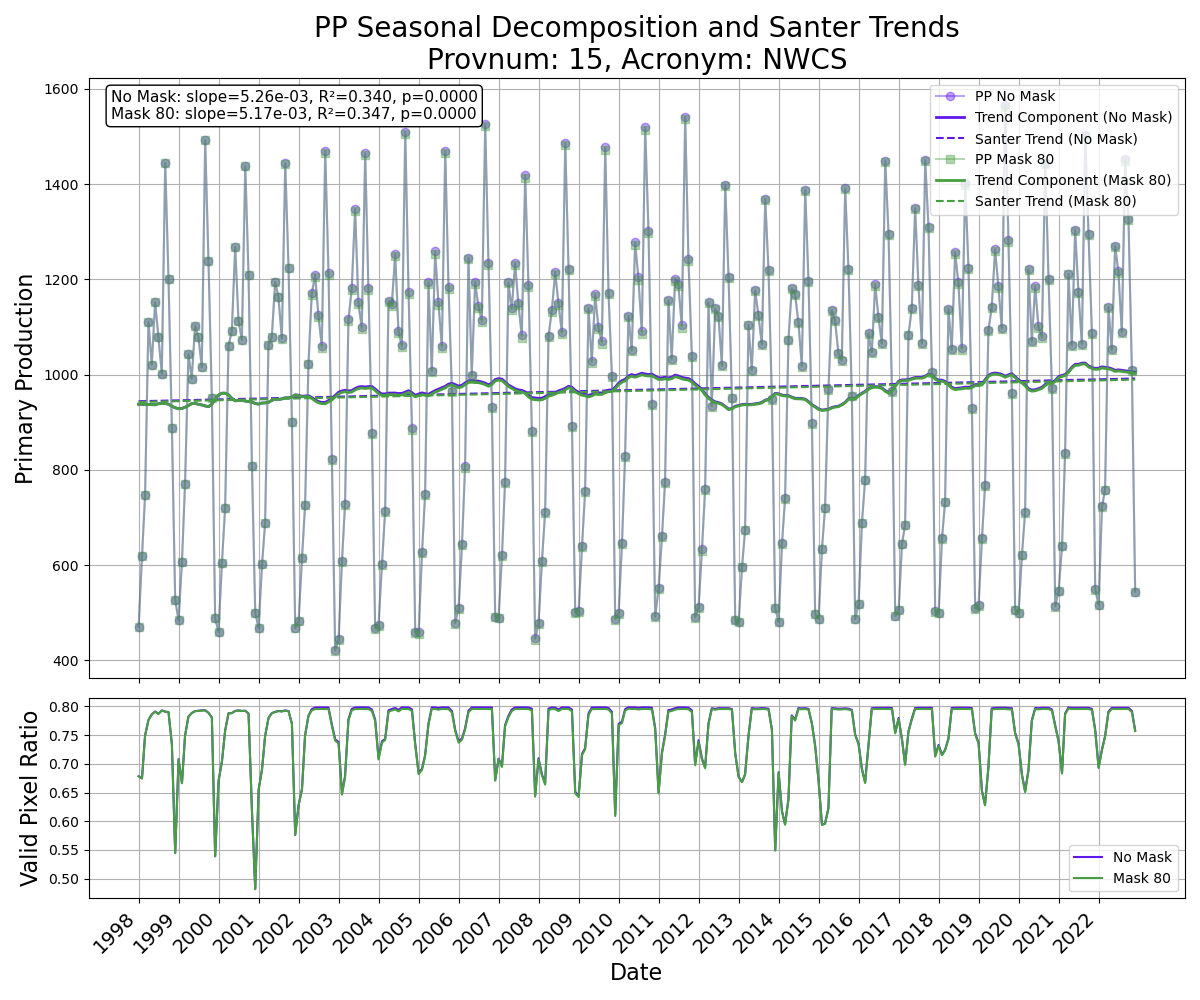 PP Seasonal Decomposition and Santer Trends
Provnum: 15, Acronym: NWCS
No Mask: slope=5.26e-03, R²=0.340, p=0.0000
Mask 80: slope=5.17e-03, R²=0.347, p=0.0000
PP No Mask
Trend Component (No Mask)
Santer Trend (No Mask)
PP Mask 80
Trend Component (Mask 80)
Santer Trend (Mask 80)
Primary Production
1600
1400
1200
1000
800
600
400
Valid Pixel Ratio
0.80
0.75
0.70
0.65
0.60
0.55
0.50
No Mask
Mask 80
1998
1999
2000
2001
2002
2003
2004
2005
2006
2007
2008
2009
2010
2011
2012
2013
2014
2015
2016
2017
2018
2019
2020
2021
2022
Date